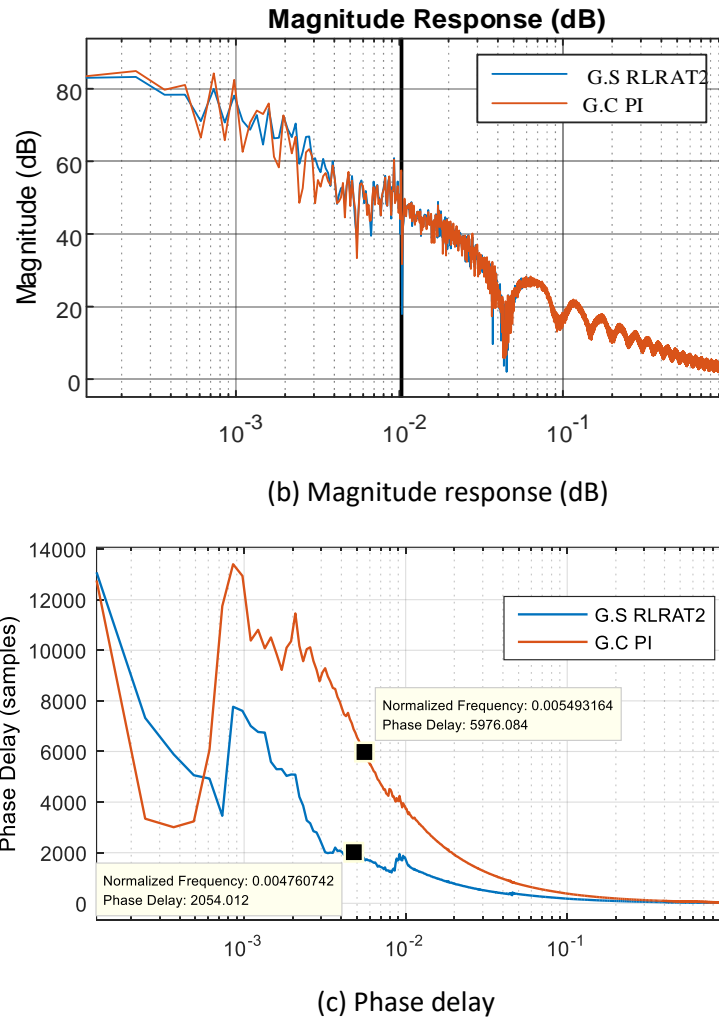 Magnitude Response (dB)
Magnitude (dB)
80
60
40
20
0
G.S RLRAT2
G.C PI
10-3
10-2
10-1
(b) Magnitude response (dB)
Phase Delay (samples)
14000
12000
10000
8000
6000
4000
2000
0
G.S RLRAT2
G.C PI
Normalized Frequency: 0.005493164
Phase Delay: 5976.084
Normalized Frequency: 0.004760742
Phase Delay: 2054.012
10-3
10-2
10-1
(c) Phase delay